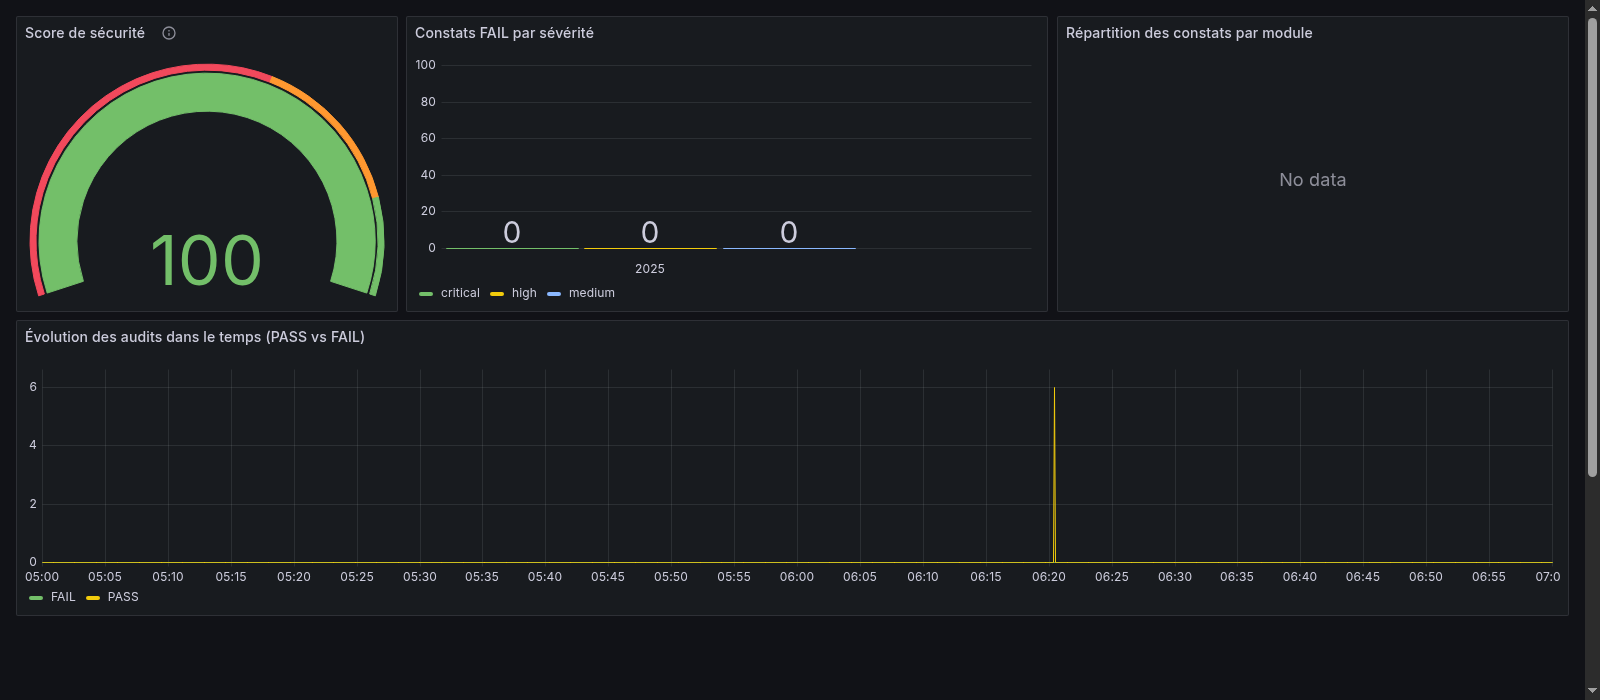 Score de sécurité
100
Constats FAIL par sévérité
100
80
60
40
20
0
0 0 0
2025
critical high medium
Répartition des constats par module
No data
Évolution des audits dans le temps (PASS vs FAIL)
6
4
2
0
05:00 05:05 05:10 05:15 05:20 05:25 05:30 05:35 05:40 05:45 05:50 05:55 06:00 06:05 06:10 06:15 06:20 06:25 06:30 06:35 06:40 06:45 06:50 06:55 07:0
FAIL PASS